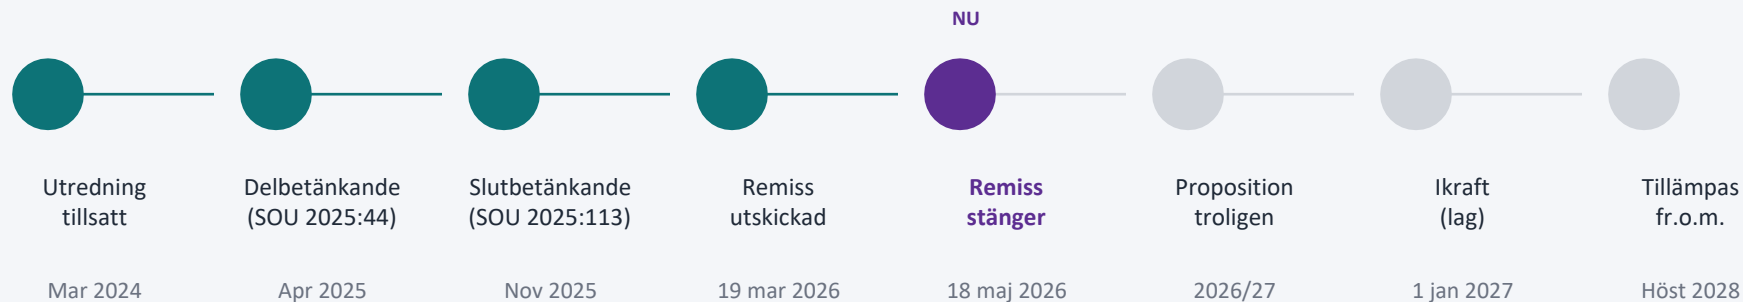 NU
Utredning
tillsatt
Mar 2024
Delbetänkande
(SOU 2025:44)
Apr 2025
Slutbetänkande
(SOU 2025:113)
Nov 2025
Remiss
utskickad
19 mar 2026
Remiss
stänger
18 maj 2026
Proposition
troligen
2026/27
Ikraft
(lag)
1 jan 2027
Tillämpas
fr.o.m.
Höst 2028